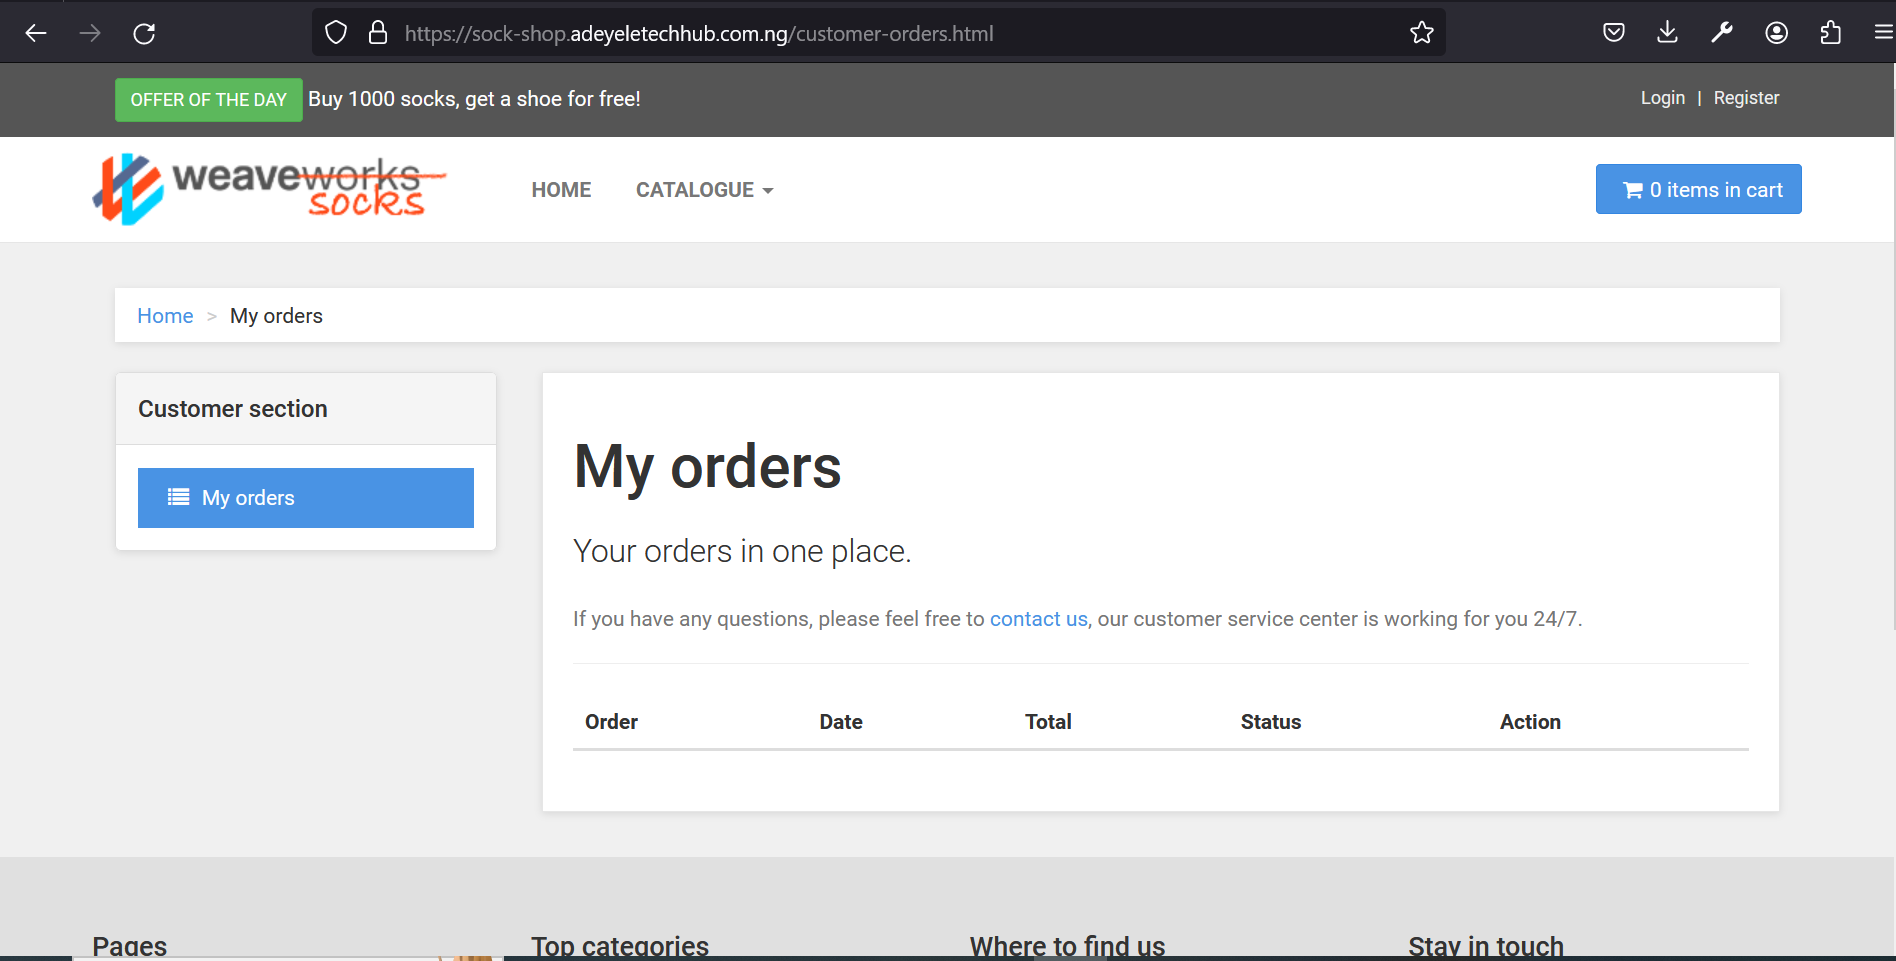 https://sock-shop.adeyeletechhub.com.ng/customer-orders.html
OFFER OF THE DAY Buy 1000 socks, get a shoe for free!
Login | Register
weaveworks
socks
HOME CATALOGUE
0 items in cart
Home > My orders
Customer section
My orders
My orders
Your orders in one place.
If you have any questions, please feel free to contact us, our customer service center is working for you 24/7.
Order Date Total Status Action
Pages Top categories Where to find us Stay in touch